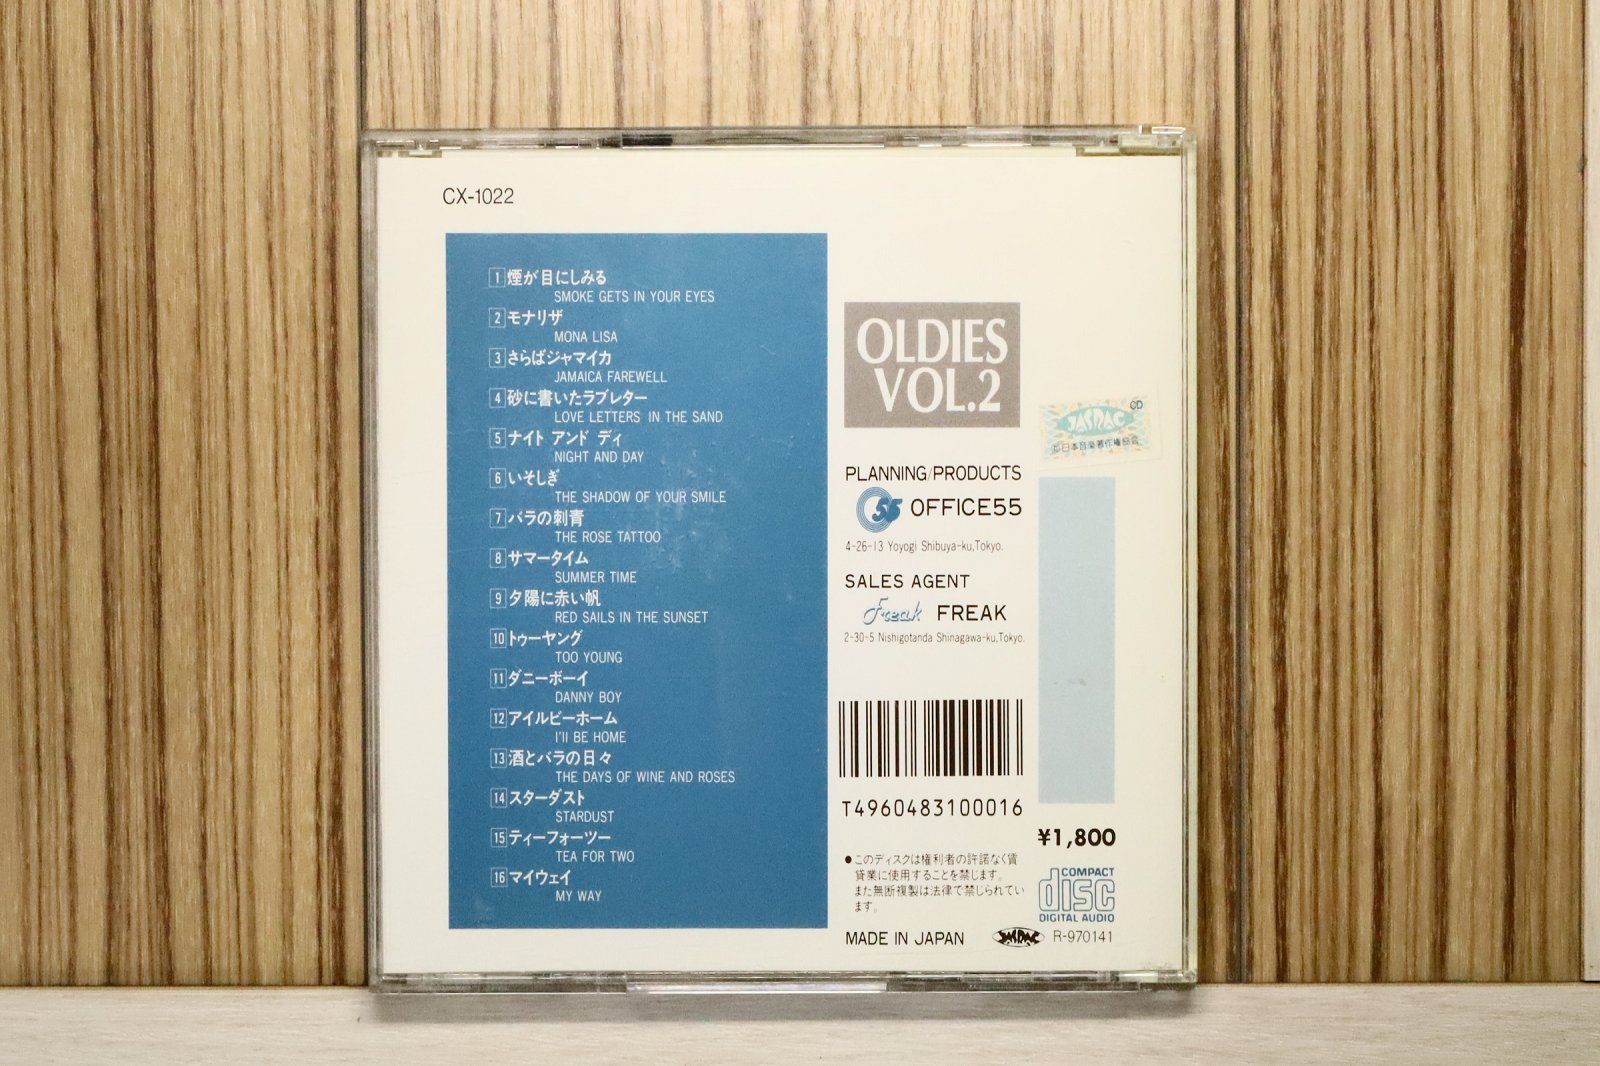 CX-1022
1 煙が目にしみる
SMOKE GETS IN YOUR EYES
2 モナリザ
MONA LISA
3 さらばジャマイカ
JAMAICA FAREWELL
4 砂に書いたラブレター
LOVE LETTERS IN THE SAND
5 ナイト アンド ディ
NIGHT AND DAY
6 いそしぎ
THE SHADOW OF YOUR SMILE
7 バラの刺青
THE ROSE TATTOO
8 サマータイム
SUMMER TIME
9 夕陽に赤い帆
RED SAILS IN THE SUNSET
10 トゥーヤング
TOO YOUNG
11 ダニーボーイ
DANNY BOY
12 アイルビーホーム
I'll BE HOME
13 酒とバラの日々
THE DAYS OF WINE AND ROSES
14 スターダスト
STARDUST
15 ティーフォーツー
TEA FOR TWO
16 マイウェイ
MY WAY
OLDIES
VOL.2
CD
JASRAC
日本音楽著作権協会
PLANNING/PRODUCTS
55 OFFICE55
4-26-13 Yoyogi Shibuya-ku,Tokyo.
SALES AGENT
Freak FREAK
2-30-5 Nishigotanda Shinagawa-ku,Tokyo.
T4960483100016
¥1,800
●このディスクは権利者の許諾なく賃
貸業に使用することを禁じます。
また無断複製は法律で禁じられてい
ます。
COMPACT
disc
DIGITAL AUDIO
MADE IN JAPAN
JASRAC R-970141